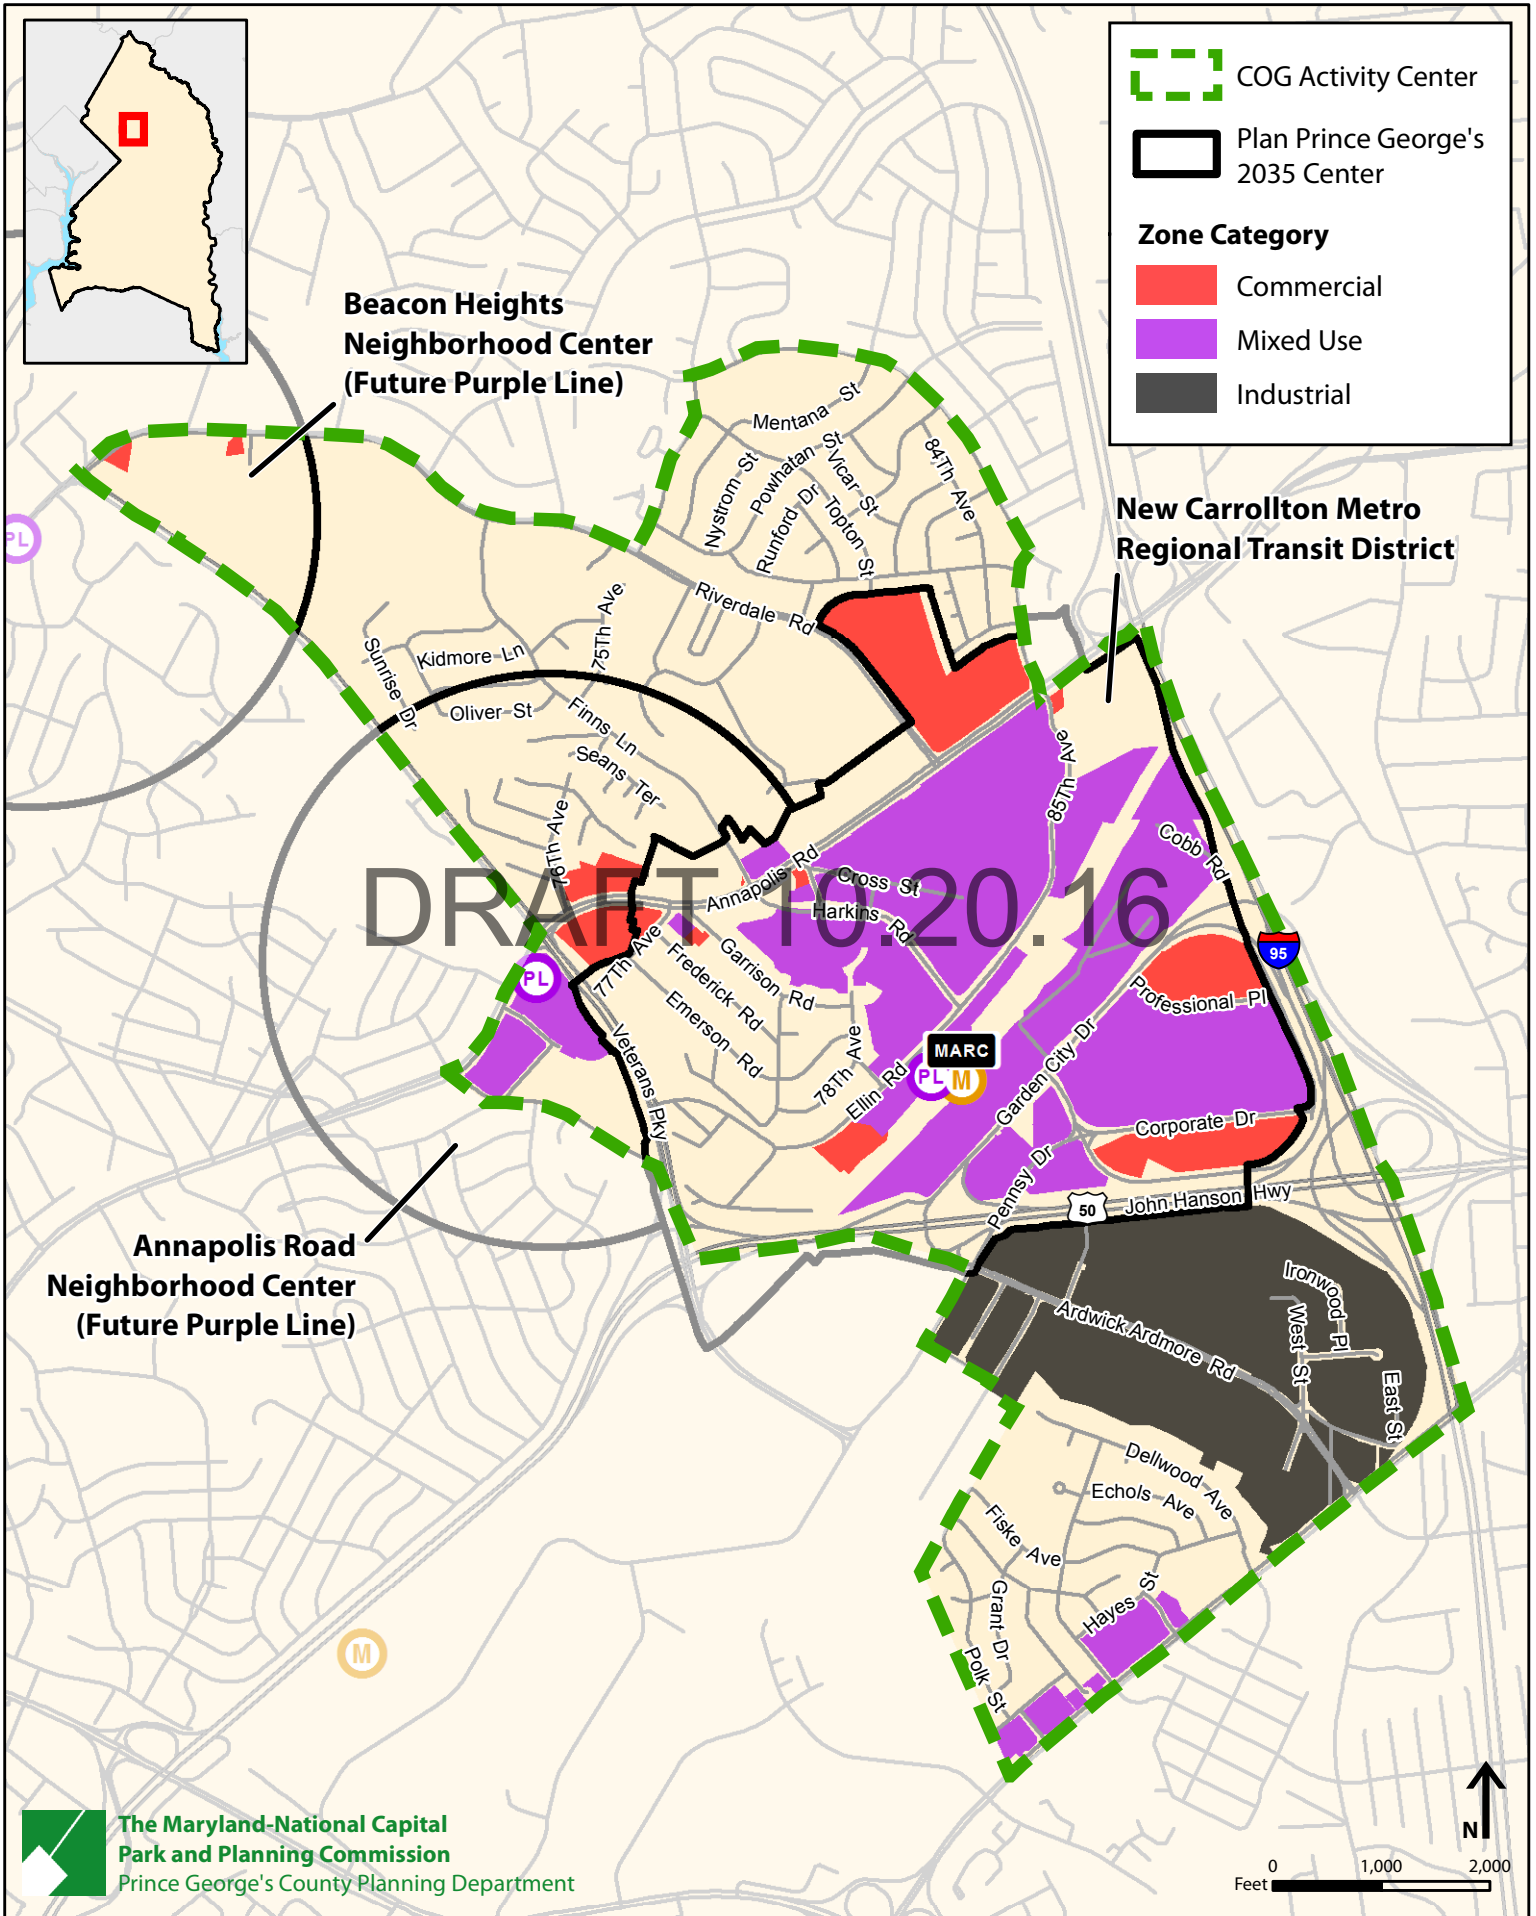 COG Activity Center
Plan Prince George's
2035 Center
Zone Category
Commercial
Mixed Use
Industrial
Beacon Heights
Neighborhood Center
(Future Purple Line)
New Carrollton Metro
Regional Transit District
Mentana St
Powhatan St
Vicar St
84Th Ave
Nystrom St
Runford Dr
Topton St
PL
Riverdale Rd
75Th Ave
Kidmore Ln
Sunrise Dr
Oliver St
Finns Ln
Seans Ter
76Th Ave
85Th Ave
Cobb Rd
Annapolis Rd
Cross St
Harkins Rd
DRAFT 10.20.16
95
77Th Ave
Frederick Rd
Garrison Rd
Emerson Rd
PL
Professional Pl
Veterans Pky
78Th Ave
Ellin Rd
MARC
PL
M
Garden City Dr
Corporate Dr
Pennsy Dr
50
John Hanson Hwy
Annapolis Road
Neighborhood Center
(Future Purple Line)
Ironwood Pl
West St
Ardwick Ardmore Rd
East St
Dellwood Ave
Echols Ave
Fiske Ave
Grant Dr
Hayes St
Polk St
M
The Maryland-National Capital
Park and Planning Commission
Prince George's County Planning Department
N
0 1,000 2,000
Feet